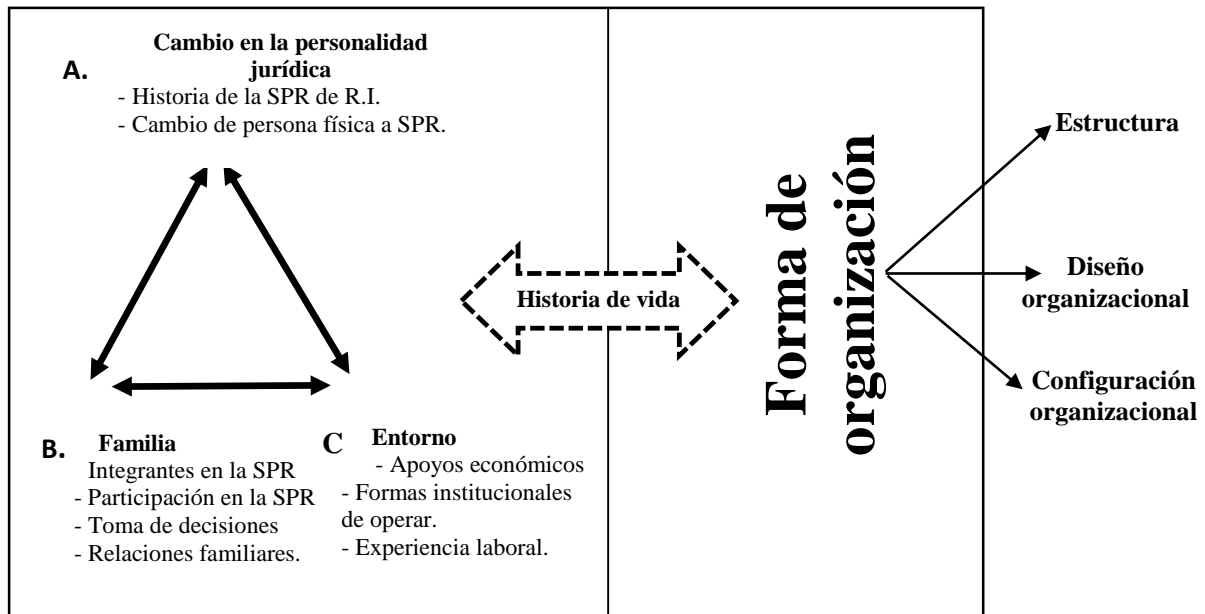 Cambio en la personalidad
jurídica
A.
- Historia de la SPR de R.I.
- Cambio de persona física a SPR.
B.
Familia
Integrantes en la SPR
- Participación en la SPR
- Toma de decisiones
- Relaciones familiares.
C
Entorno
- Apoyos económicos
- Formas institucionales
de operar.
- Experiencia laboral.
Historia de vida
Forma de
organización
Estructura
Diseño
organizacional
Configuración
organizacional